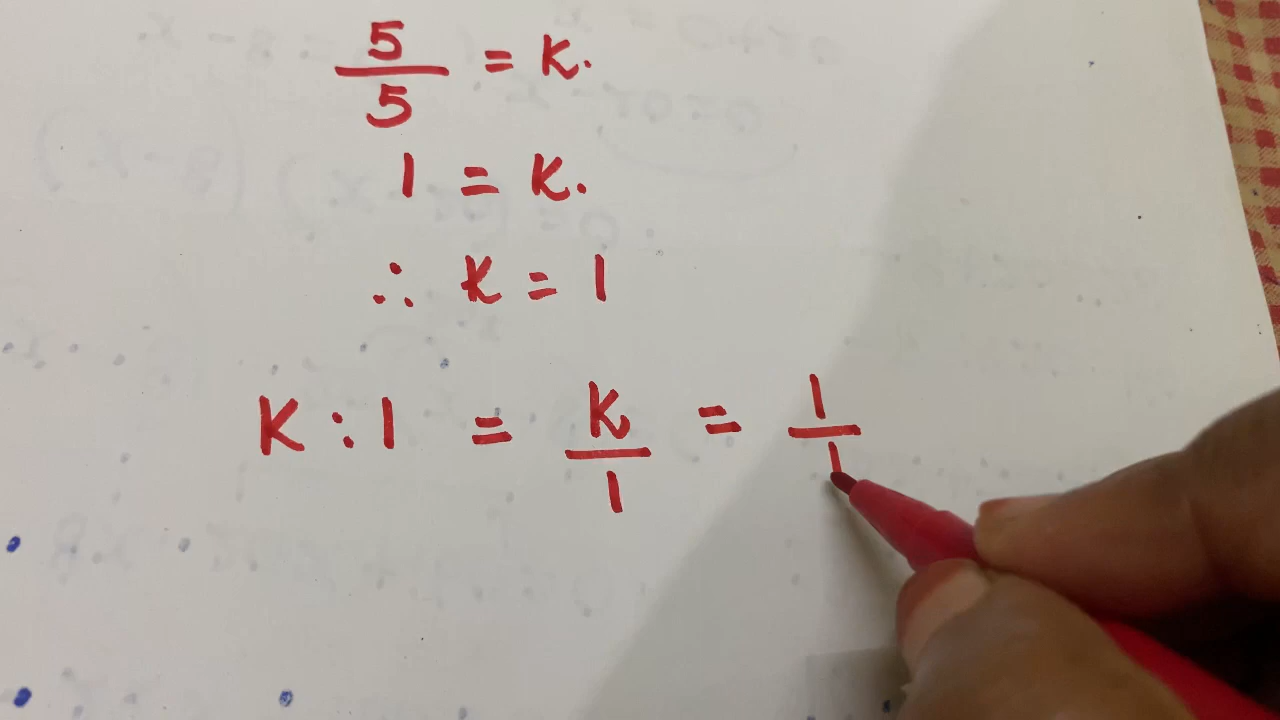 5/5 = K.
1 = K.
∴ K = 1
K : 1 = K/1 = 1/1